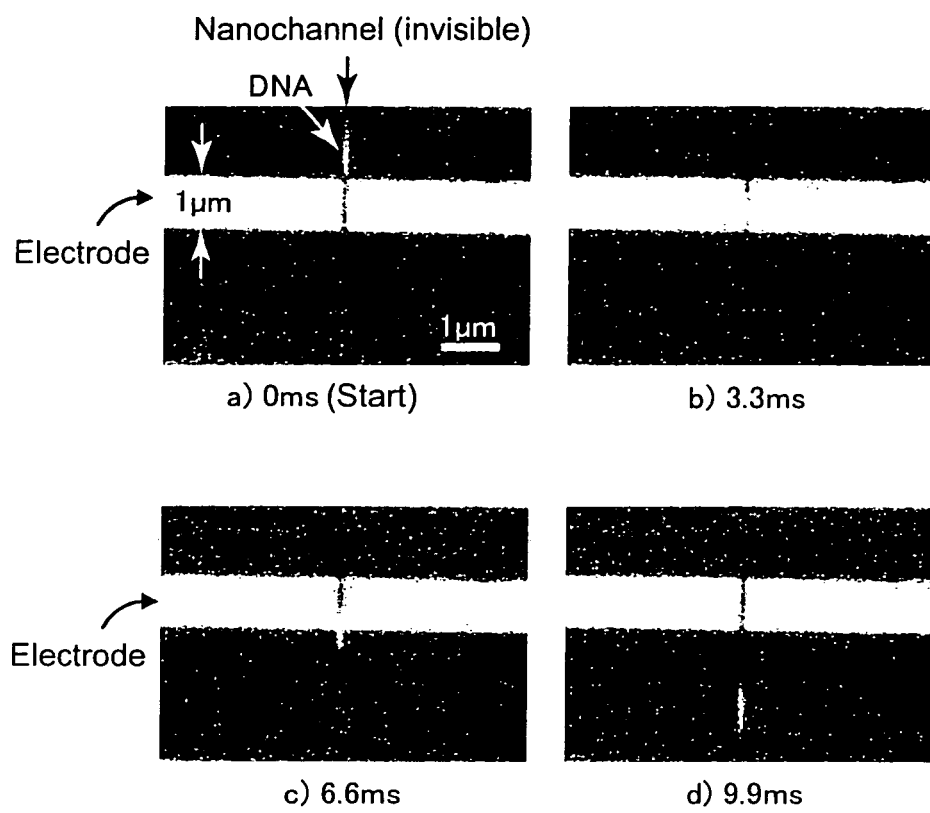 Nanochannel (invisible)
DNA
1μm
Electrode
1μm
a) 0ms (Start)
b) 3.3ms
Electrode
c) 6.6ms
d) 9.9ms